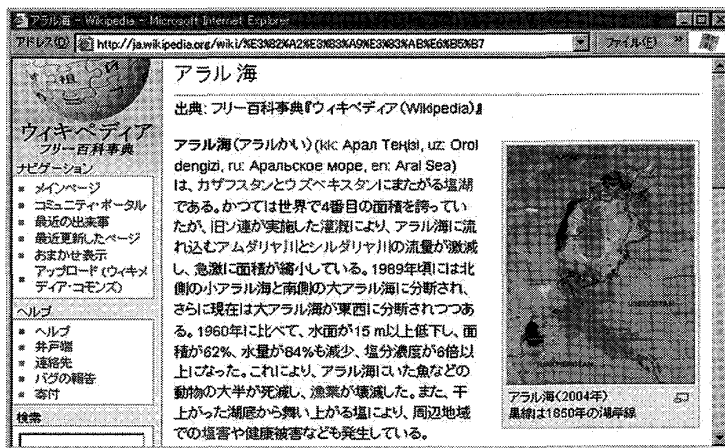 アラル海 - Wikipedia - Microsoft Internet Explorer
アドレス(D) http://ja.wikipedia.org/wiki/%E3%82%A2%E3%83%A9%E3%83%AB%E6%B5%B7 ファイル(F) »
ウィキペディア
フリー百科事典
ナビゲーション
メインページ
コミュニティ・ポータル
最近の出来事
最近更新したページ
おまかせ表示
アップロード (ウィキメ
ディア・コモンズ)
ヘルプ
ヘルプ
井戸端
連絡先
バグの報告
寄付
検索
アラル海
出典: フリー百科事典『ウィキペディア(Wikipedia)』
アラル海(アラルかい)(kk: Арал Теңізі, uz: Orol
dengizi, ru: Аральское море, en: Aral Sea)
は、カザフスタンとウズベキスタンにまたがる塩湖
である。かつては世界で4番目の面積を誇ってい
たが、旧ソ連が実施した灌漑により、アラル海に流
れ込むアムダリヤ川とシルダリヤ川の流量が激減
し、急激に面積が縮小している。1989年頃には北
側の小アラル海と南側の大アラル海に分断され、
さらに現在は大アラル海が東西に分断されつつあ
る。1960年に比べて、水面が15 m以上低下し、面
積が62%、水量が84%も減少、塩分濃度が6倍以
上になった。これにより、アラル海にいた魚などの
動物の大半が死滅し、漁業が壊滅した。また、干
上がった湖底から舞い上がる塩により、周辺地域
での塩害や健康被害なども発生している。
アラル海(2004年)
黒線は1850年の湖岸線